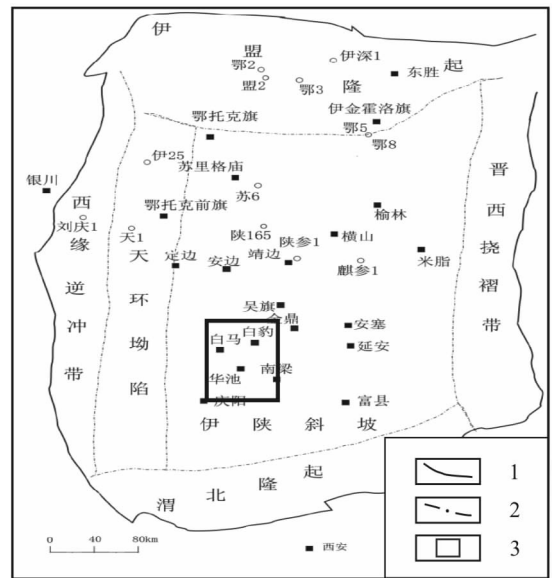 伊
盟
隆
起
鄂2
盟2
鄂3
伊深1
东胜
伊金霍洛旗
鄂5
鄂8
鄂托克旗
伊25
苏里格庙
苏6
银川
西缘逆冲带
刘庆1
鄂托克前旗
天1
天环坳陷
定边
安边
陕165
靖边
陕参1
横山
榆林
麒参1
米脂
晋西挠褶带
吴旗
金鼎
安塞
延安
白豹
白马
华池
南梁
庆阳
富县
伊陕斜坡
渭北隆起
西安
0 40 80km
1
2
3